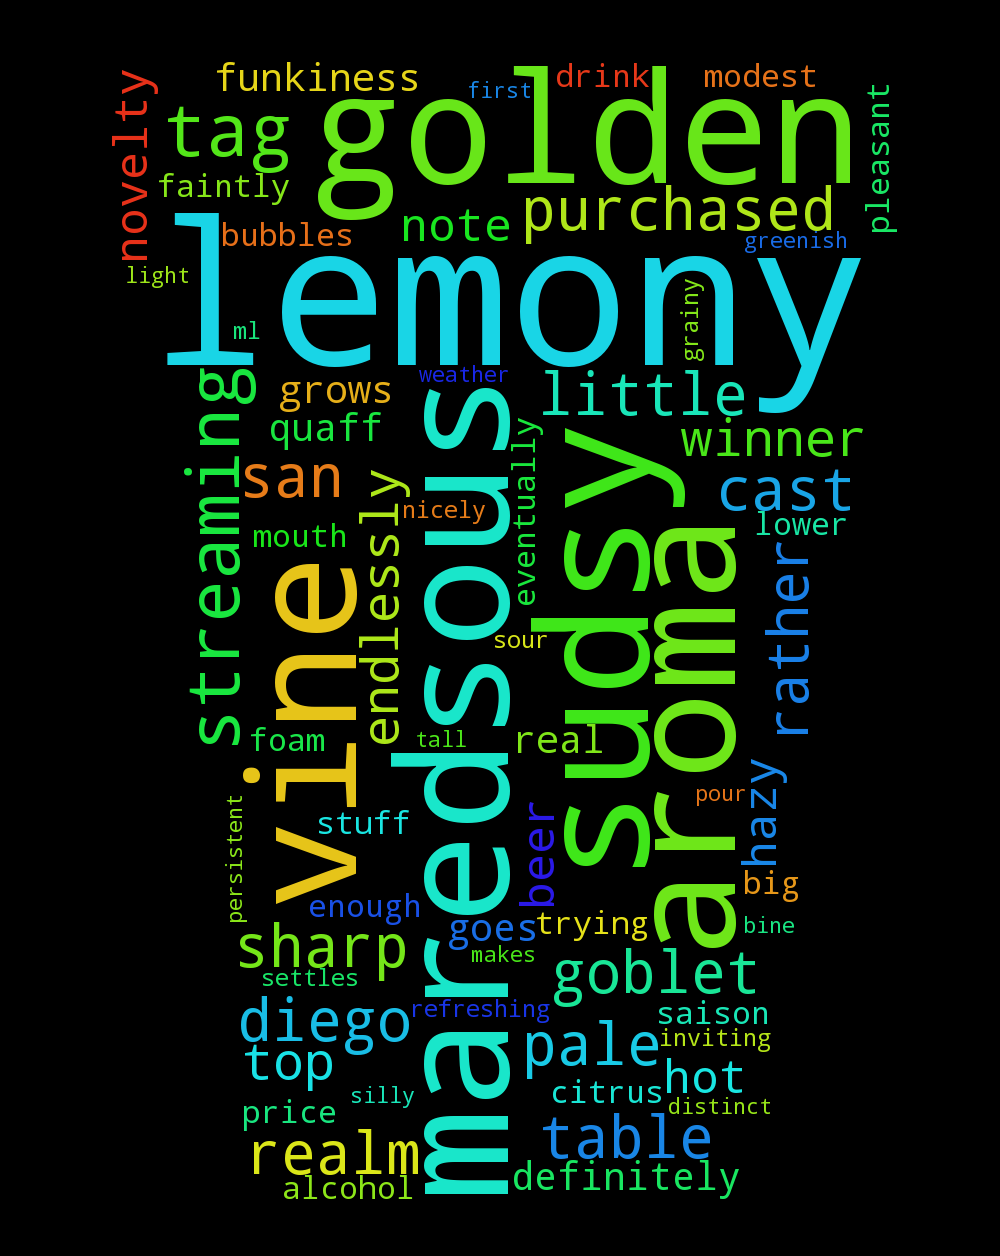 funkiness
first
drink
modest
novelty
tag
golden
pleasant
faintly
purchased
note
bubbles
greenish
light
lemony
grainy
ml
weather
grows
little
streaming
quaff
winner
san
cast
nicely
eventually
endlessly
mouth
lower
maredsous
sudsy
aroma
vine
rather
sour
foam
tall
real
hazy
pour
persistent
stuff
beer
big
enough
goes
trying
bine
sharp
makes
goblet
settles
diego
refreshing
saison
pale
inviting
top
hot
silly
citrus
distinct
price
table
realm
definitely
alcohol